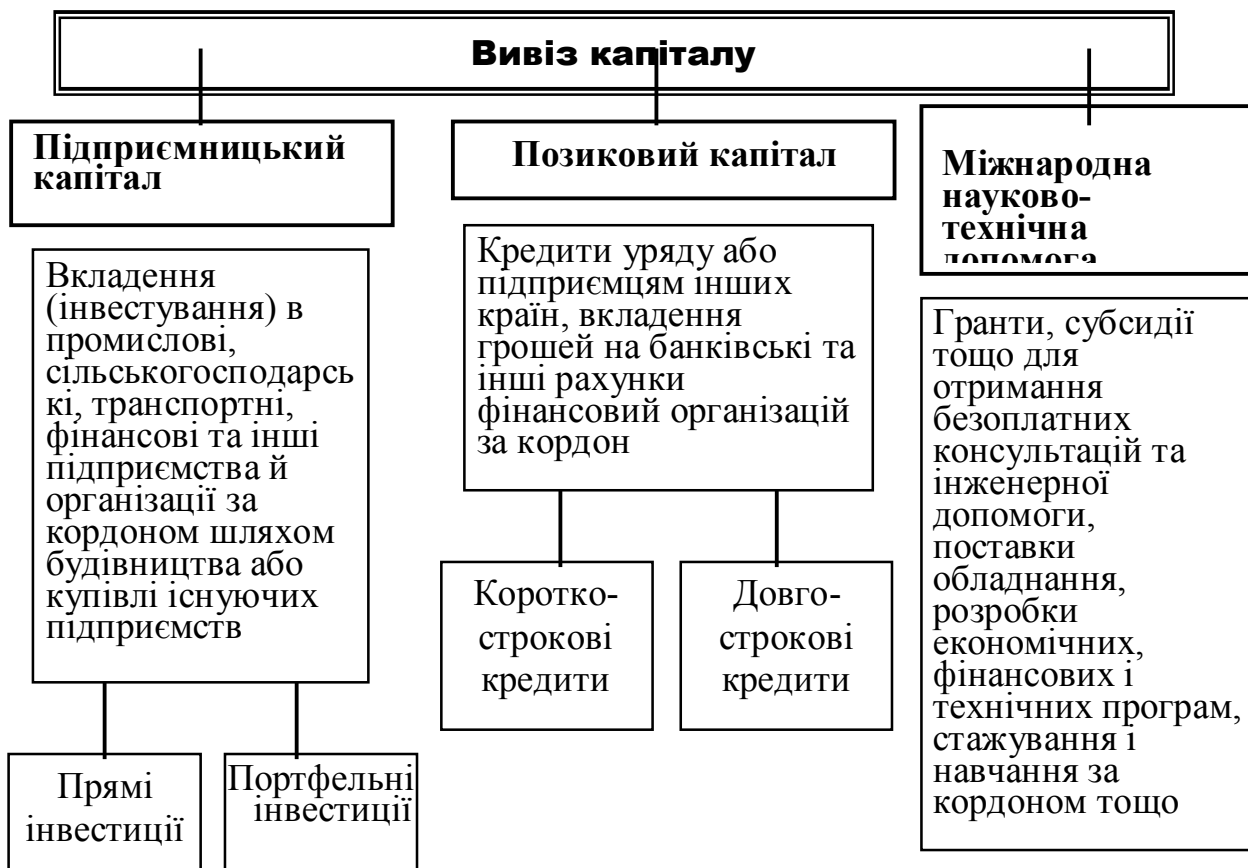 Вивіз капіталу
Підприємницький
капітал
Позиковий капітал
Міжнародна
науково-
технічна
допомога
Вкладення
(інвестування) в
промислові,
сільськогосподарсь
кі, транспортні,
фінансові та інші
підприємства й
організації за
кордоном шляхом
будівництва або
купівлі існуючих
підприємств
Кредити уряду або
підприємцям інших
країн, вкладення
грошей на банківські та
інші рахунки
фінансовий організацій
за кордон
Гранти, субсидії
тощо для
отримання
безоплатних
консультацій та
інженерної
допомоги,
поставки
обладнання,
розробки
економічних,
фінансових і
технічних програм,
стажування і
навчання за
кордоном тощо
Прямі
інвестиції
Портфельні
інвестиції
Коротко-
строкові
кредити
Довго-
строкові
кредити